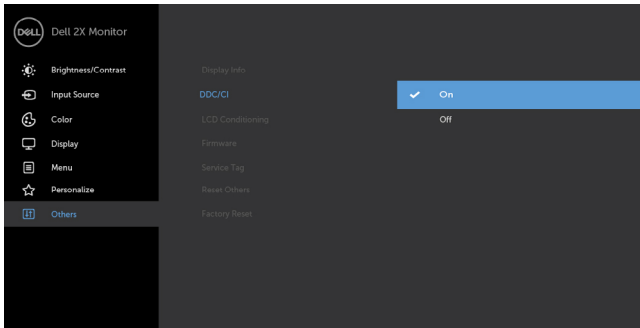 DELL
Dell 2X Monitor
Brightness/Contrast
Input Source
Color
Display
Menu
Personalize
Others
Display Info
DDC/CI
LCD Conditioning
Firmware
Service Tag
Reset Others
Factory Reset
On
Off